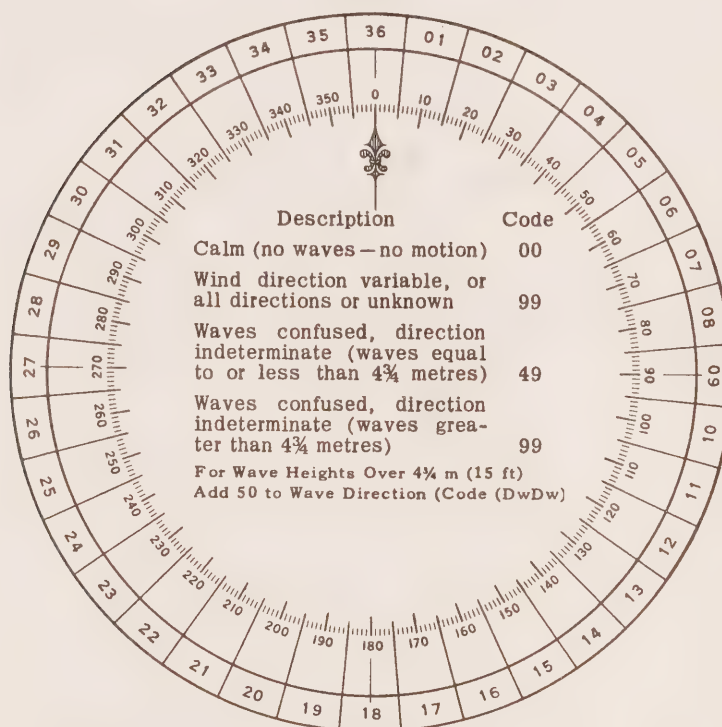 36 01 02 03 04 05 06 07 08 09 10 11 12 13 14 15 16 17 18 19 20 21 22 23 24 25 26 27 28 29 30 31 32 33 34 35
0 10 20 30 40 50 60 70 80 90 100 110 120 130 140 150 160 170 180 190 200 210 220 230 240 250 260 270 280 290 300 310 320 330 340 350
Description Code
Calm (no waves — no motion) 00
Wind direction variable, or
all directions or unknown 99
Waves confused, direction
indeterminate (waves equal
to or less than 4¾ metres) 49
Waves confused, direction
indeterminate (waves grea-
ter than 4¾ metres) 99
For Wave Heights Over 4¾ m (15 ft)
Add 50 to Wave Direction (Code (DwDw)